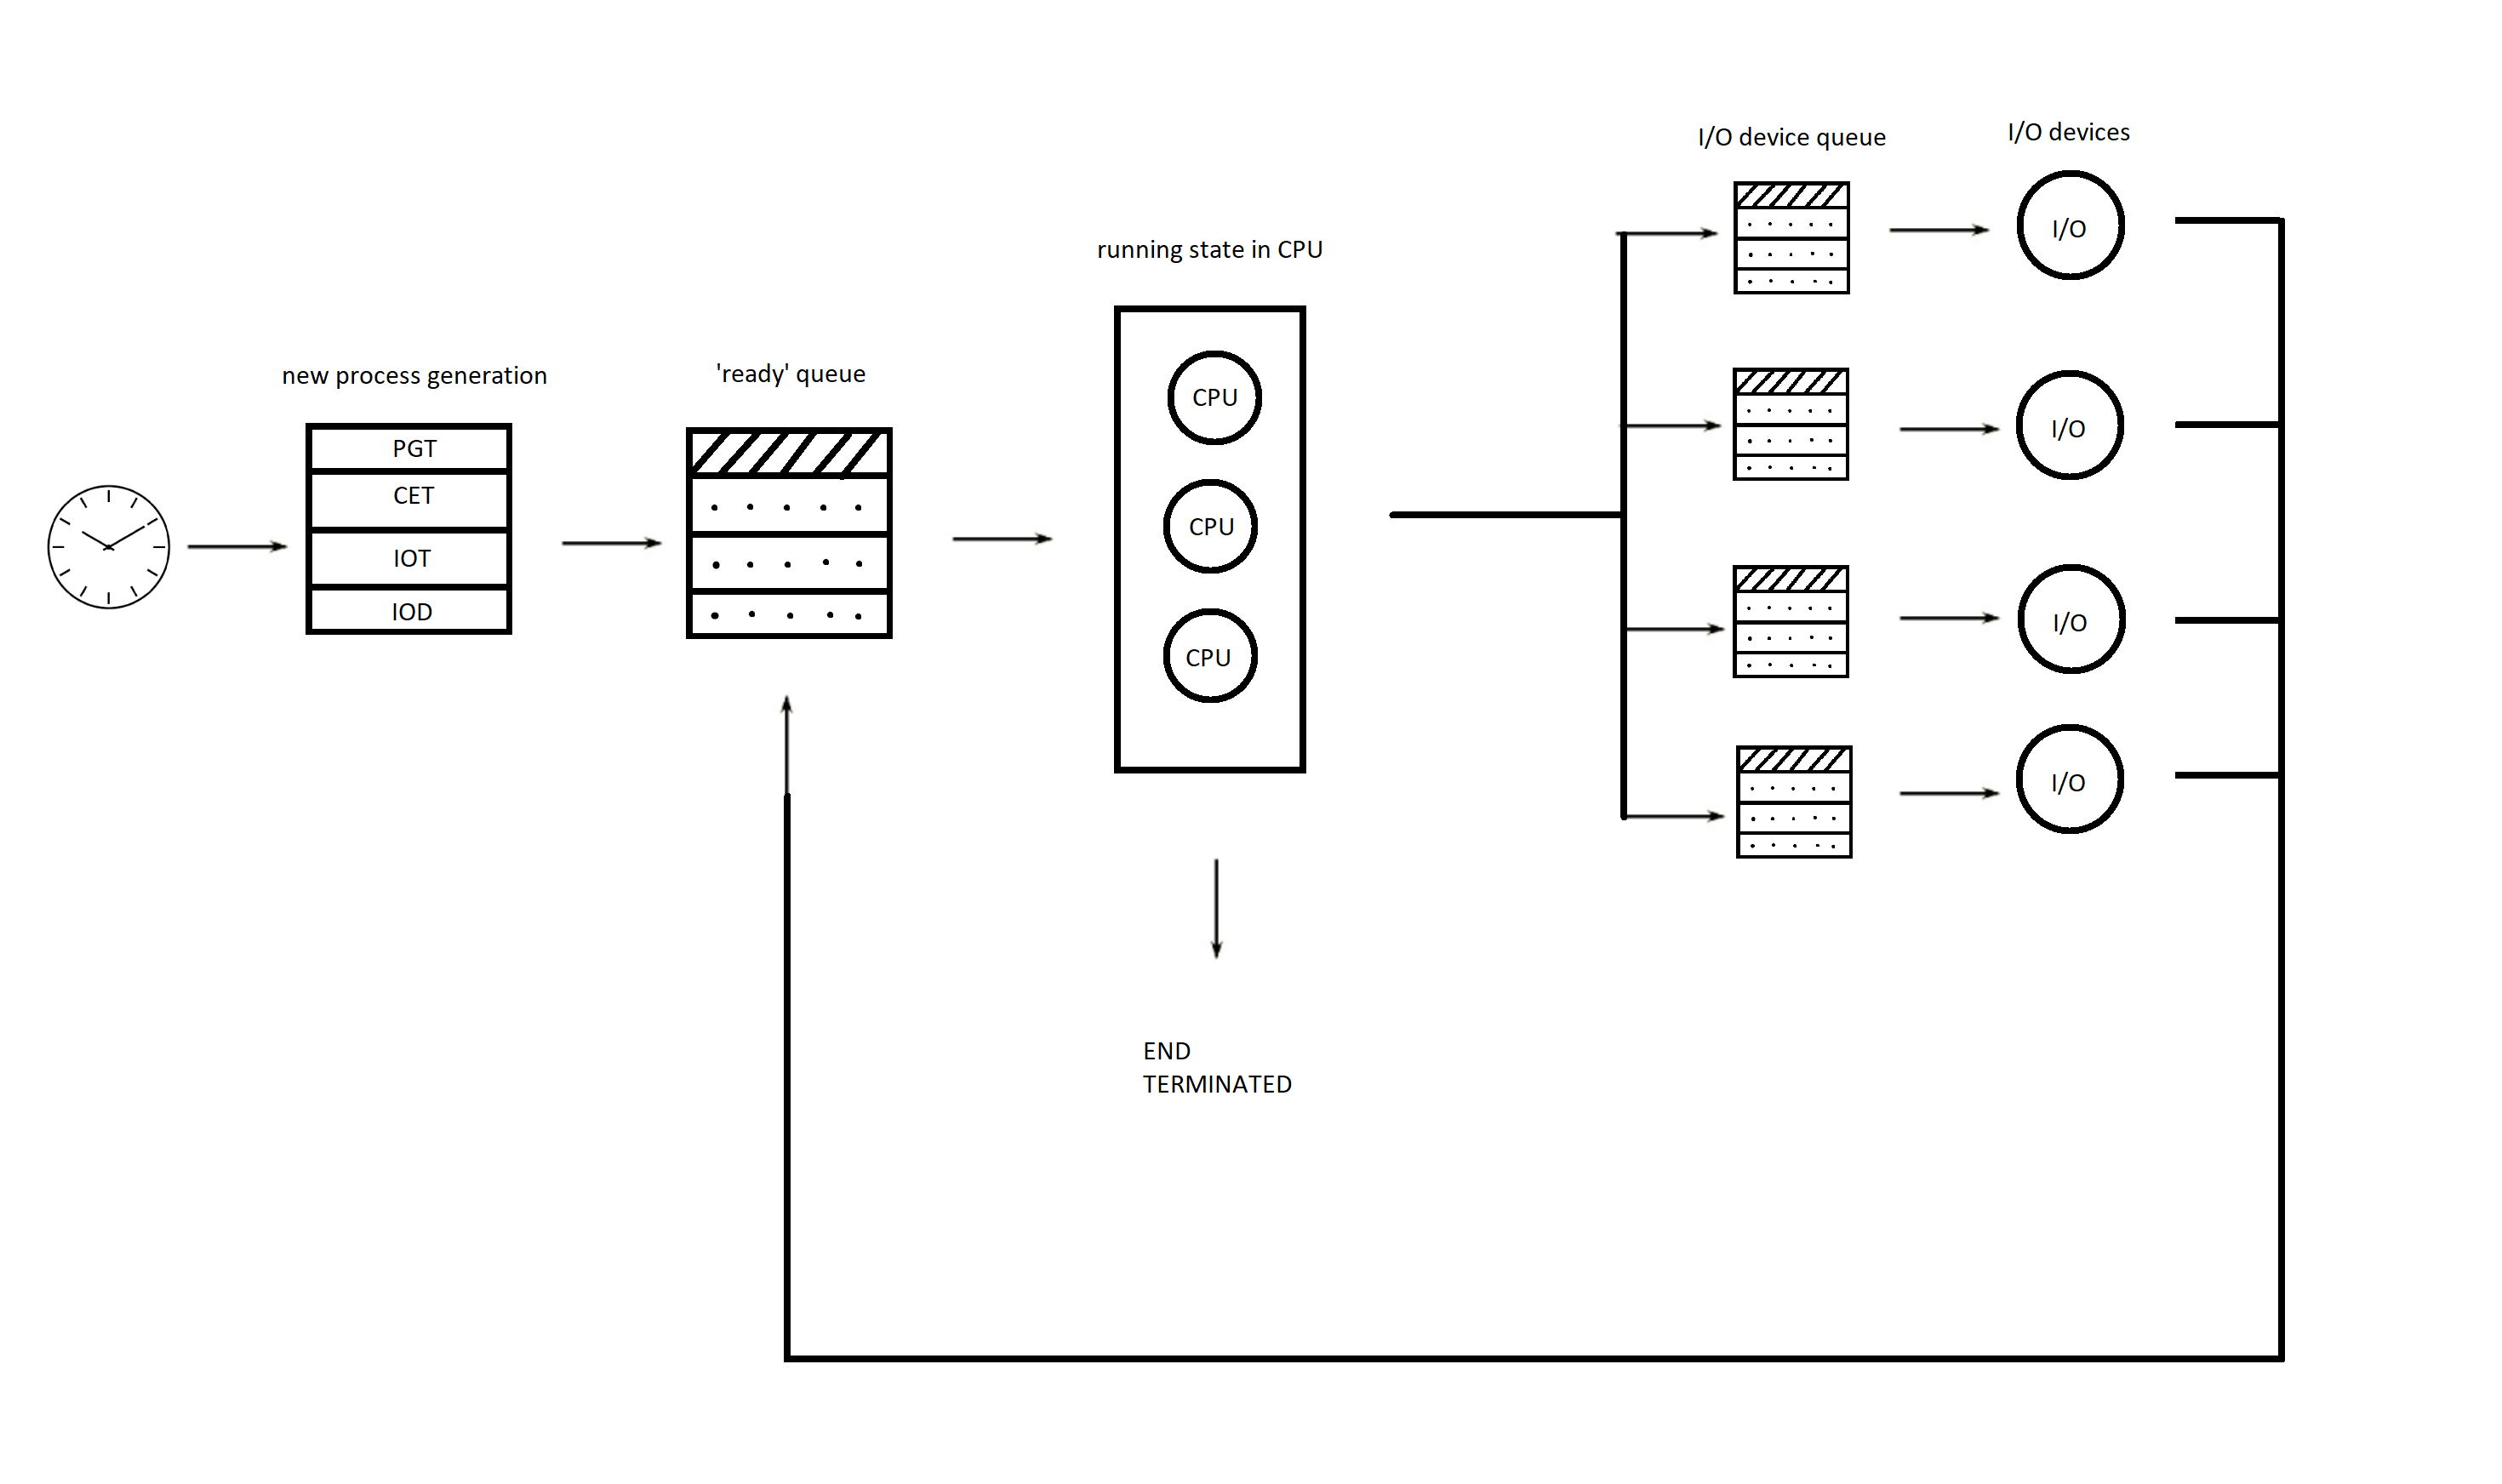 new process generation
PGT
CET
IOT
IOD
'ready' queue
running state in CPU
CPU
CPU
CPU
END
TERMINATED
I/O device queue
I/O devices
I/O
I/O
I/O
I/O